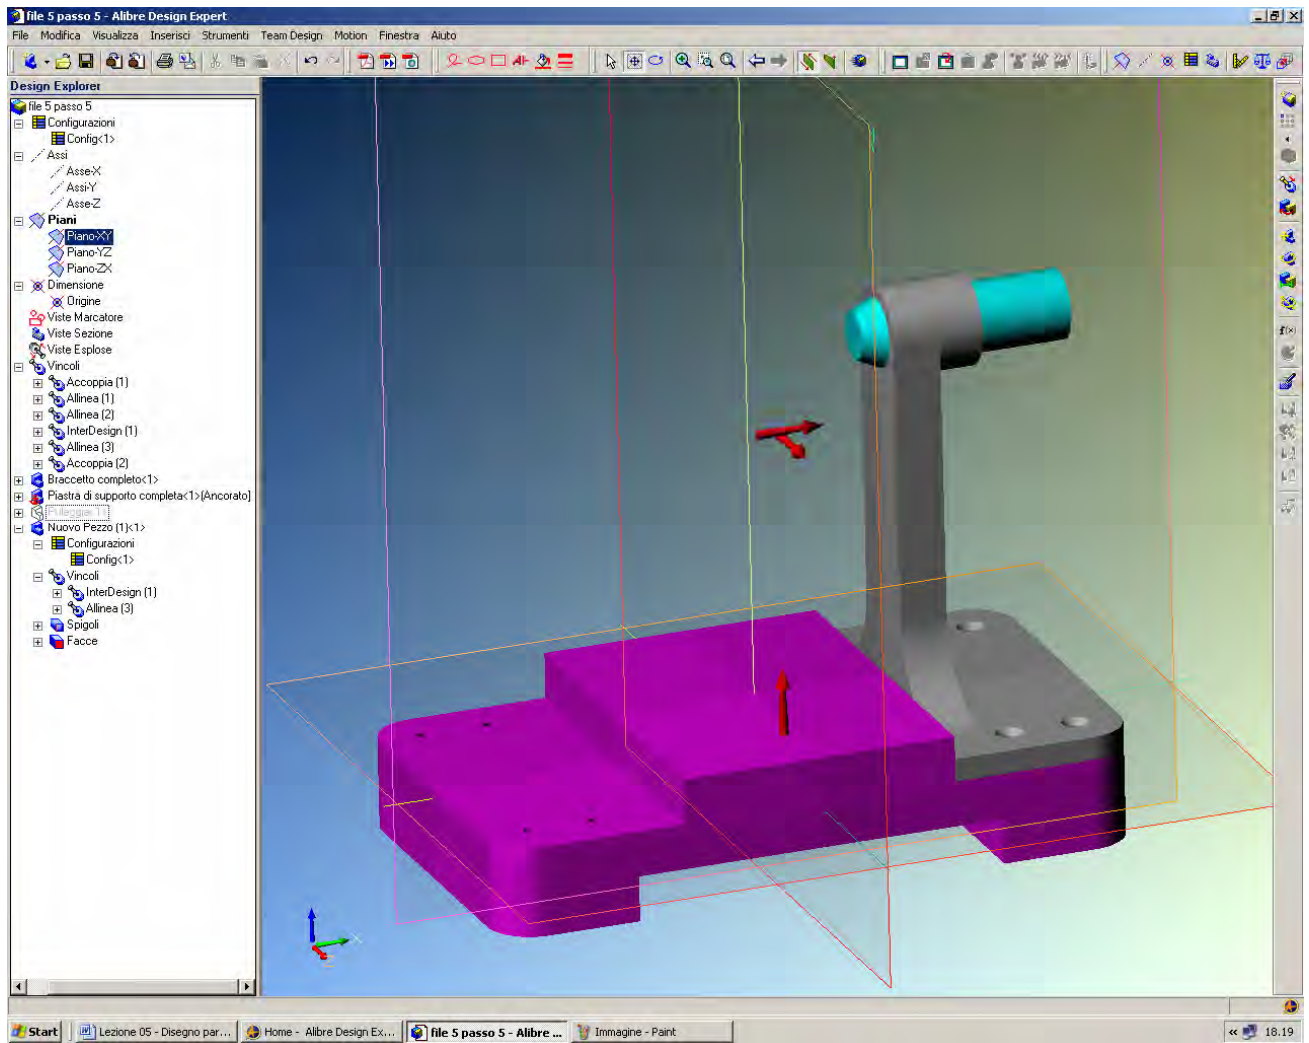 file 5 passo 5 - Alibre Design Expert
File Modifica Visualizza Inserisci Strumenti Team Design Motion Finestra Aiuto
Design Explorer
file 5 passo 5
Configurazioni
Config<1>
Assi
Asse-X
Assi-Y
Asse-Z
Piani
Piano-XY
Piano-YZ
Piano-ZX
Dimensione
Origine
Viste Marcatore
Viste Sezione
Viste Esplose
Vincoli
Accoppia (1)
Allinea (1)
Allinea (2)
InterDesign (1)
Allinea (3)
Accoppia (2)
Braccetto completo<1>
Piastra di supporto completa<1>(Ancorato)
Nuovo Pezzo (1)<1>
Configurazioni
Config<1>
Vincoli
InterDesign (1)
Allinea (3)
Spigoli
Facce
f(x)
Start
Lezione 05 - Disegno par...
Home - Alibre Design Ex...
file 5 passo 5 - Alibre ...
Immagine - Paint
« 18.19